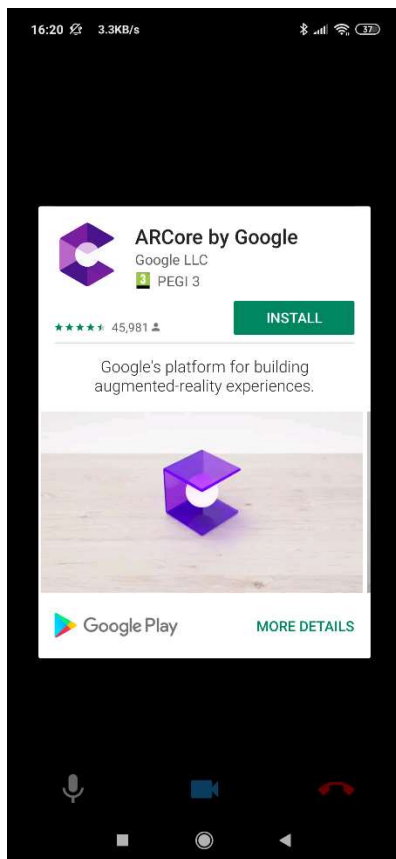 16:20 3.3KB/s 37
ARCore by Google
Google LLC
3 PEGI 3
45,981
INSTALL
Google's platform for building
augmented-reality experiences.
Google Play
MORE DETAILS